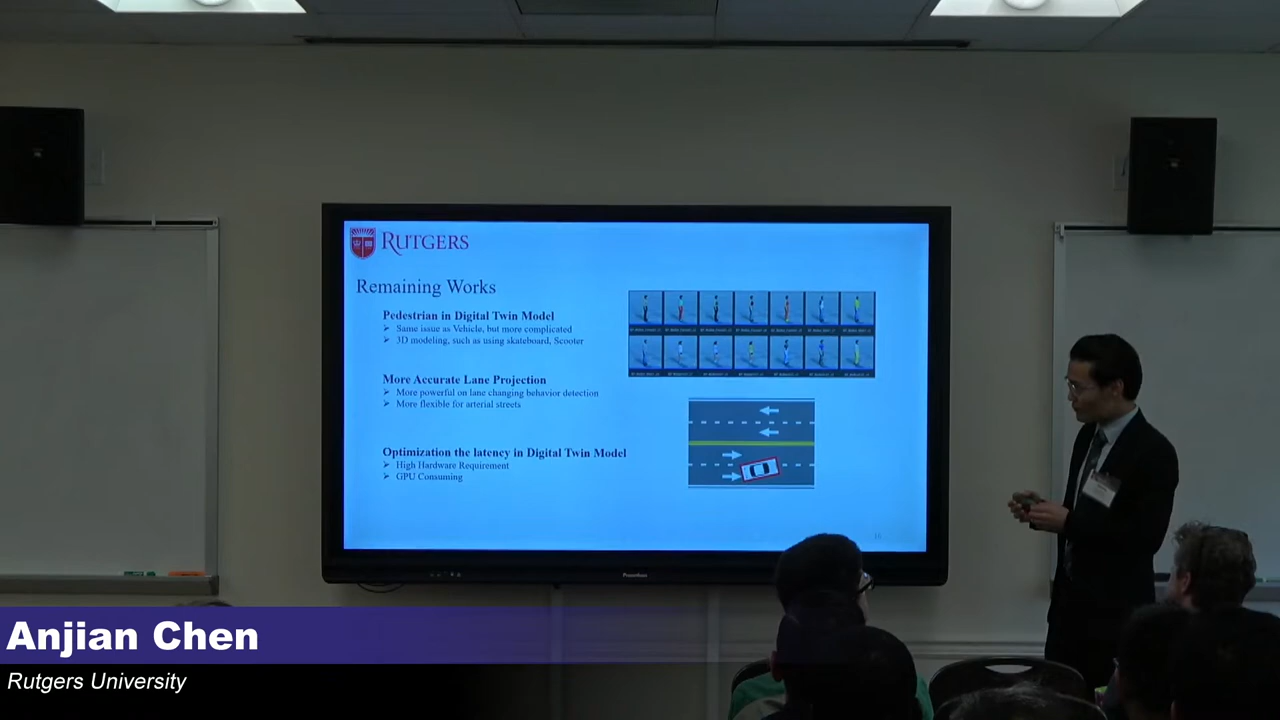 RUTGERS
Remaining Works
Pedestrian in Digital Twin Model
➢ Same issue as Vehicle, but more complicated
➢ 3D modeling, such as using skateboard, Scooter
More Accurate Lane Projection
➢ More powerful on lane changing behavior detection
➢ More flexible for arterial streets
Optimization the latency in Digital Twin Model
➢ High Hardware Requirement
➢ GPU Consuming
Anjian Chen
Rutgers University